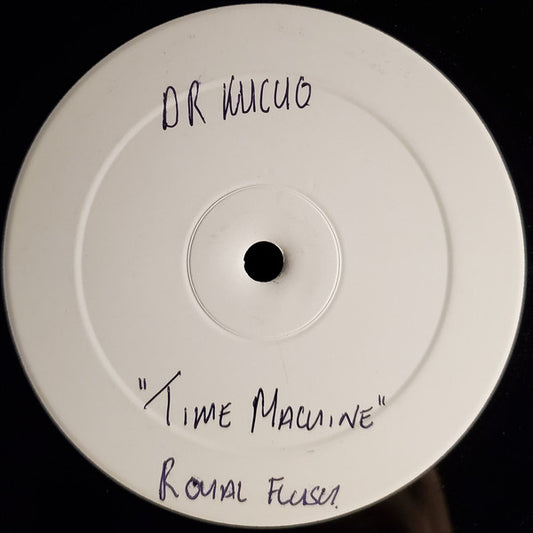 DR KUCHO
"TIME MACHINE"
ROYAL FLUSH